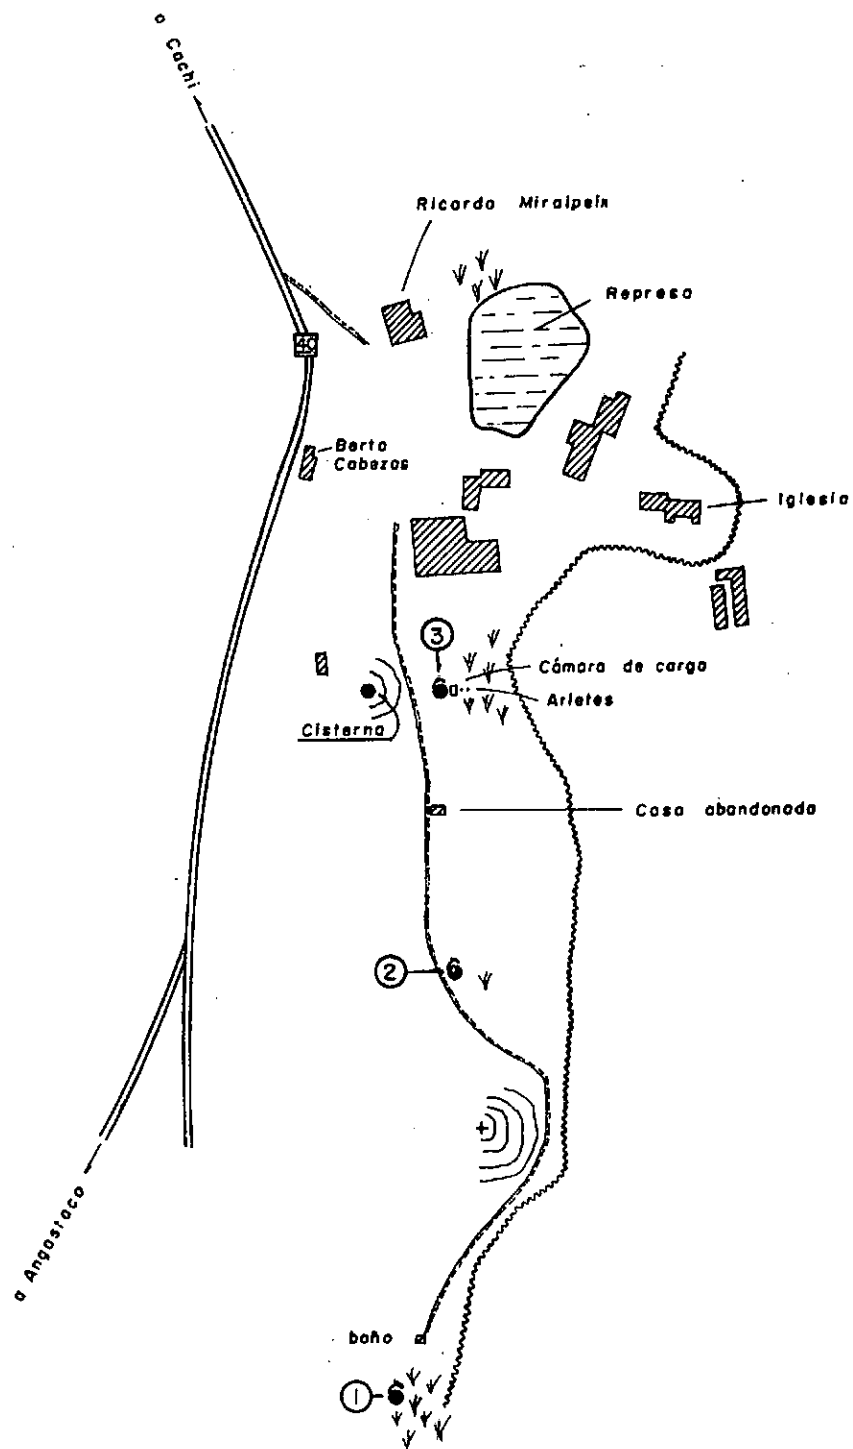 a Cachi
Ricardo Miralpeix
Represa
40
Berto
Cabezas
Iglesia
3
Cámara de carga
Arietes
Cisterna
Casa abandonada
2
a Angastaco
baño
1